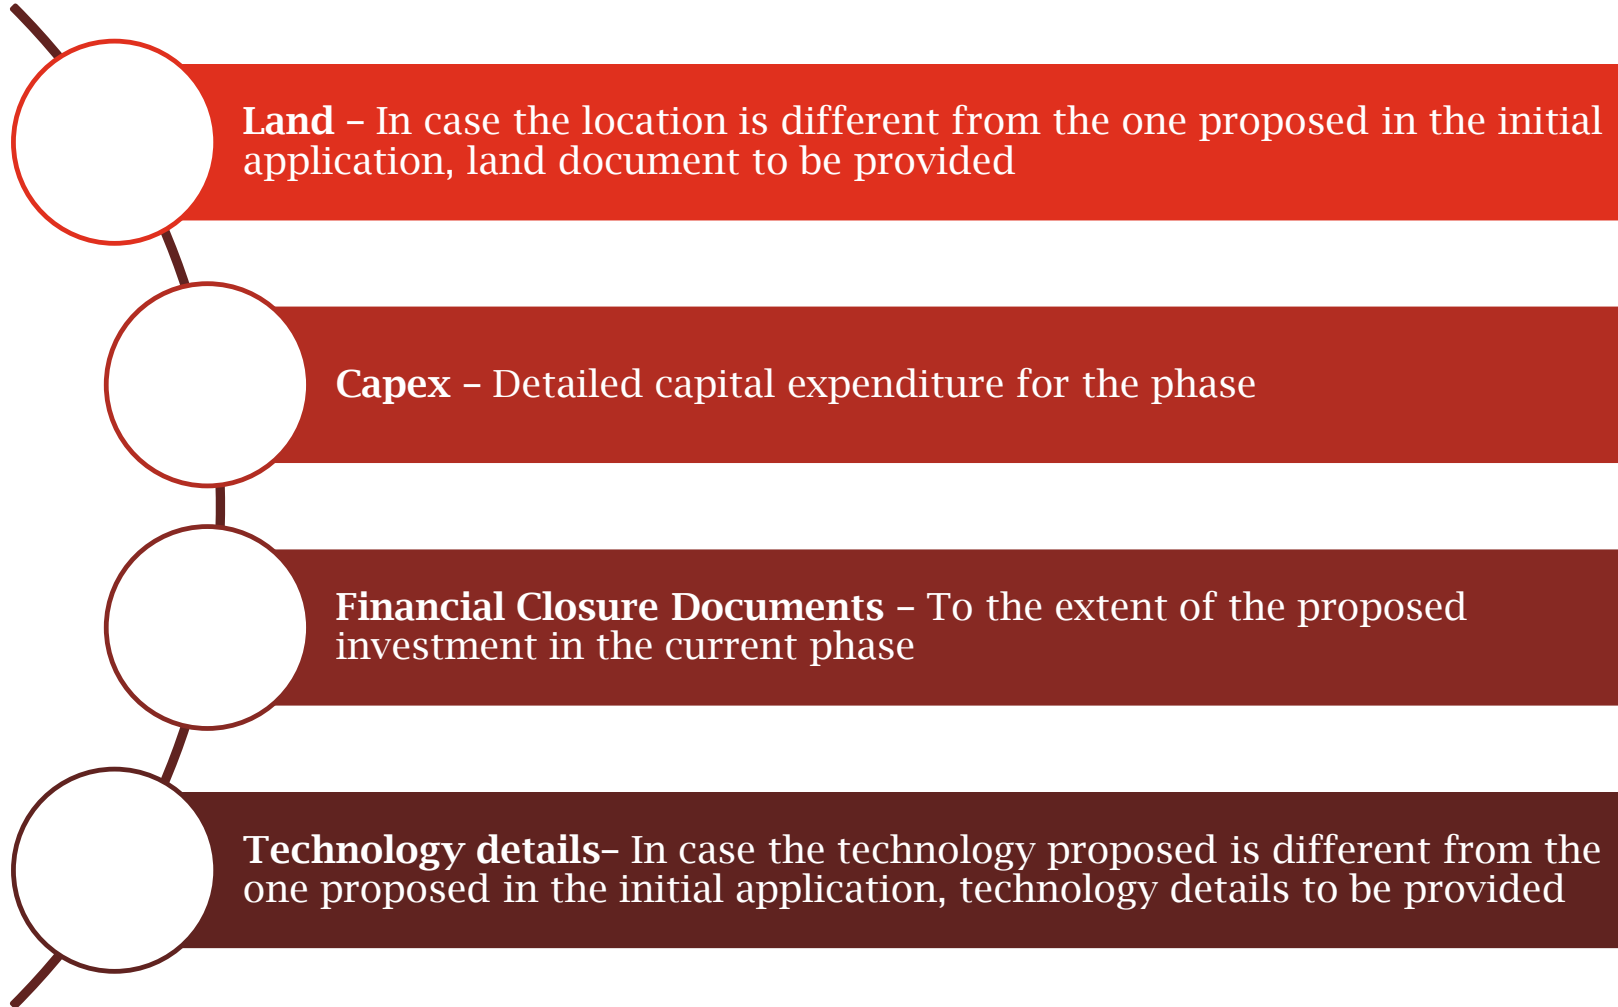 Land – In case the location is different from the one proposed in the initial
application, land document to be provided
Capex – Detailed capital expenditure for the phase
Financial Closure Documents – To the extent of the proposed
investment in the current phase
Technology details– In case the technology proposed is different from the
one proposed in the initial application, technology details to be provided